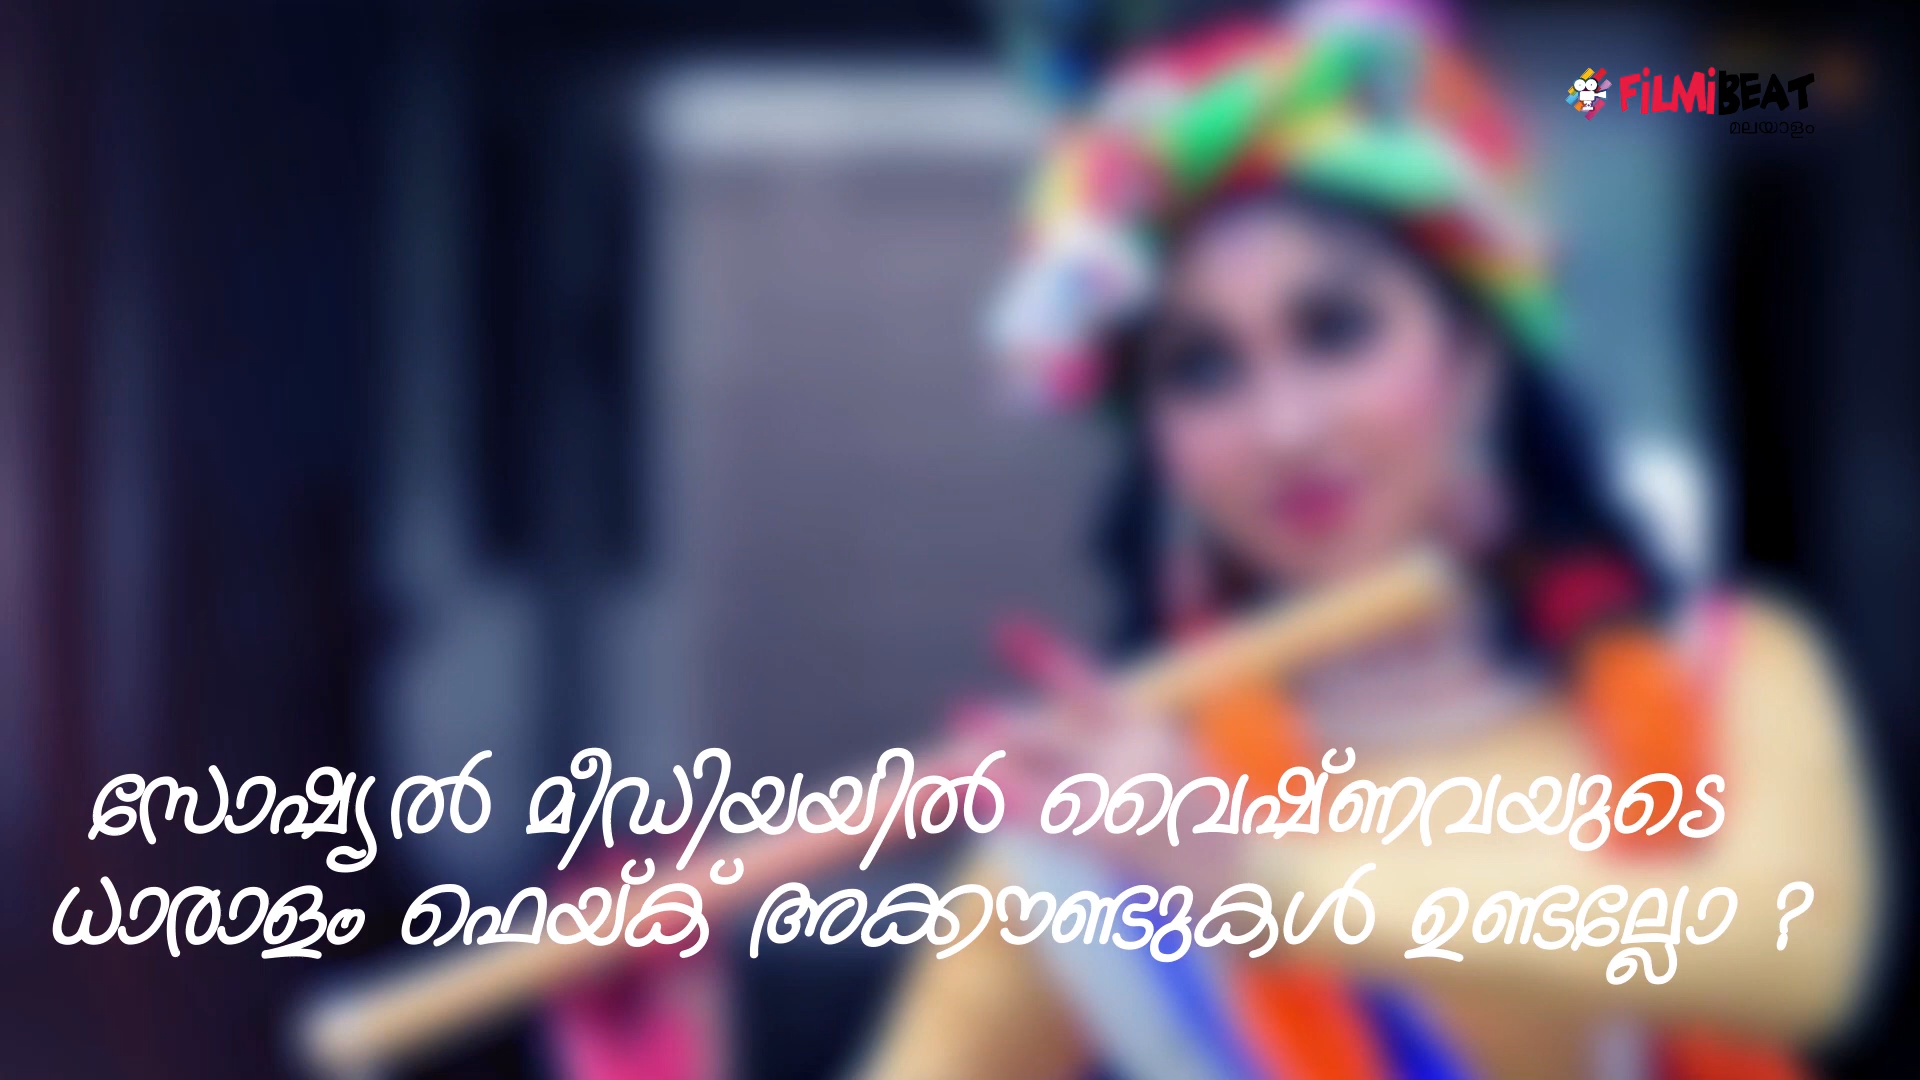 FiLMiBEAT
മലയാളം
സോഷ്യൽ മീഡിയയിൽ വൈഷ്ണവയുടെ
ധാരാളം ഫെയ്ക് അക്കൗണ്ടുകൾ ഉണ്ടല്ലോ ?